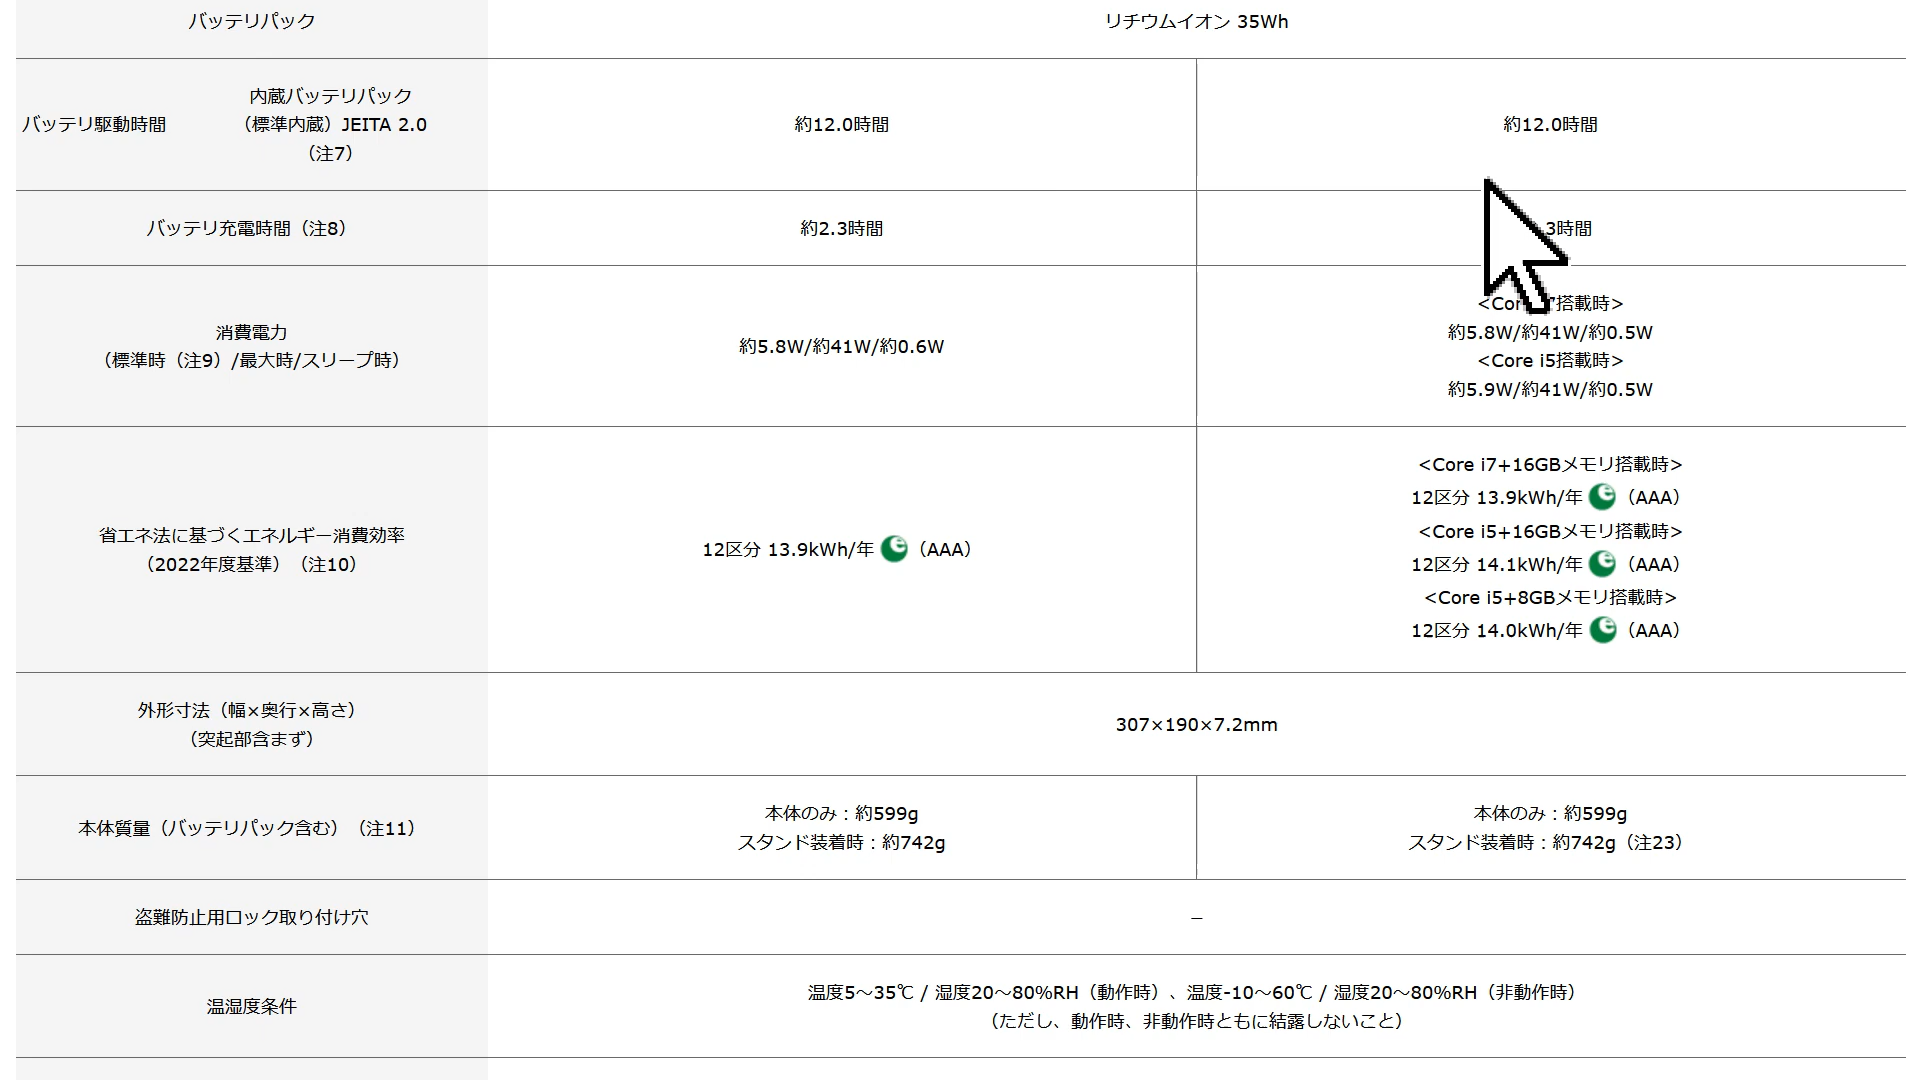 バッテリパック
リチウムイオン 35Wh
バッテリ駆動時間
内蔵バッテリパック
（標準内蔵）JEITA 2.0
（注7）
約12.0時間
約12.0時間
バッテリ充電時間（注8）
約2.3時間
3時間
消費電力
（標準時（注9）/最大時/スリープ時）
約5.8W/約41W/約0.6W
搭載時>
約5.8W/約41W/約0.5W
<Core i5搭載時>
約5.9W/約41W/約0.5W
省エネ法に基づくエネルギー消費効率
（2022年度基準）（注10）
12区分 13.9kWh/年 （AAA）
<Core i7+16GBメモリ搭載時>
12区分 13.9kWh/年 （AAA）
<Core i5+16GBメモリ搭載時>
12区分 14.1kWh/年 （AAA）
<Core i5+8GBメモリ搭載時>
12区分 14.0kWh/年 （AAA）
外形寸法（幅×奥行×高さ）
（突起部含まず）
307×190×7.2mm
本体質量（バッテリパック含む）（注11）
本体のみ：約599g
スタンド装着時：約742g
本体のみ：約599g
スタンド装着時：約742g（注23）
盗難防止用ロック取り付け穴
–
温湿度条件
温度5～35℃ / 湿度20～80%RH（動作時）、温度-10～60℃ / 湿度20～80%RH（非動作時）
（ただし、動作時、非動作時ともに結露しないこと）